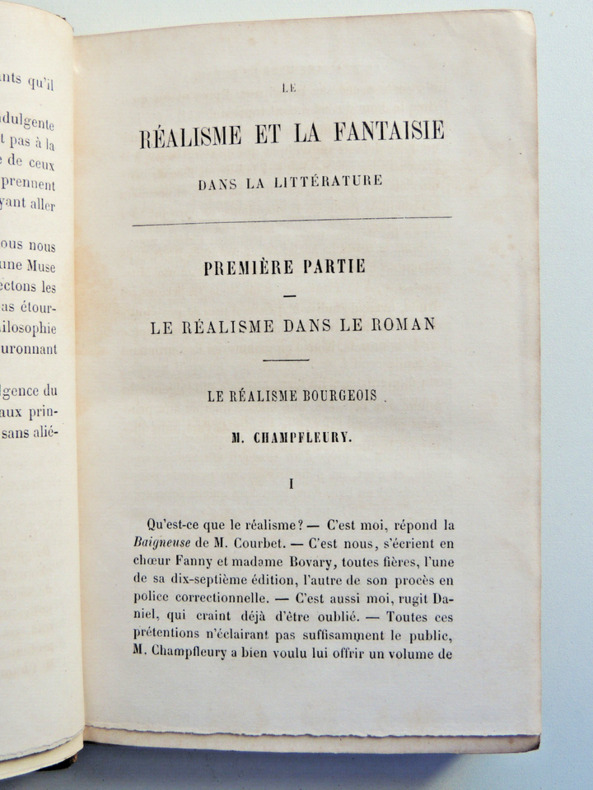 ants qu'il
ndulgente
t pas à la
e de ceux
prennent
yant aller
ous nous
une Muse
ectons les
as étour-
ilosophie
uronnant
lgence du
aux prin-
sans alié-
LE
RÉALISME ET LA FANTAISIE
DANS LA LITTÉRATURE
PREMIÈRE PARTIE
—
LE RÉALISME DANS LE ROMAN
LE RÉALISME BOURGEOIS
M. CHAMPFLEURY.
I
Qu'est-ce que le réalisme? — C'est moi, répond la
Baigneuse de M. Courbet. — C'est nous, s'écrient en
chœur Fanny et madame Bovary, toutes fières, l'une
de sa dix-septième édition, l'autre de son procès en
police correctionnelle. — C'est aussi moi, rugit Da-
niel, qui craint déjà d'être oublié. — Toutes ces
prétentions n'éclairant pas suffisamment le public,
M. Champfleury a bien voulu lui offrir un volume de